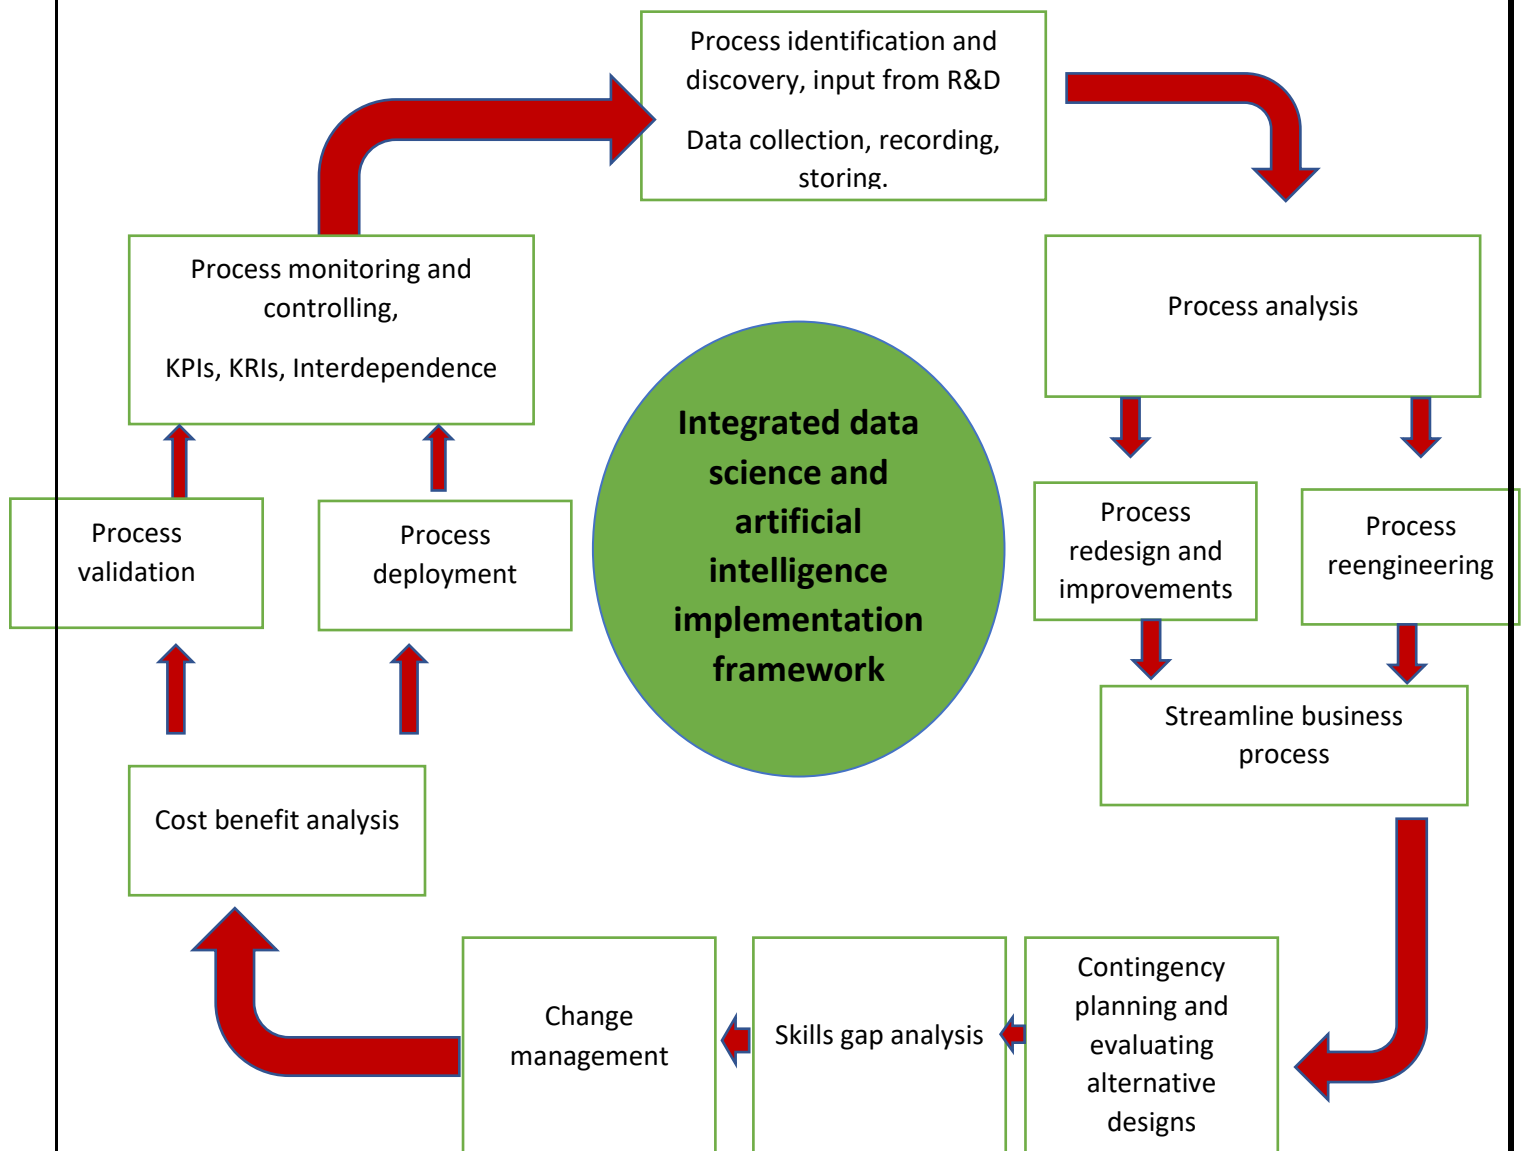 Process identification and
discovery, input from R&D
Data collection, recording,
storing.
Process monitoring and
controlling,
KPIs, KRIs, Interdependence
Process analysis
Integrated data
science and
artificial
intelligence
implementation
framework
Process
validation
Process
deployment
Process
redesign and
improvements
Process
reengineering
Streamline business
process
Cost benefit analysis
Change
management
Skills gap analysis
Contingency
planning and
evaluating
alternative
designs